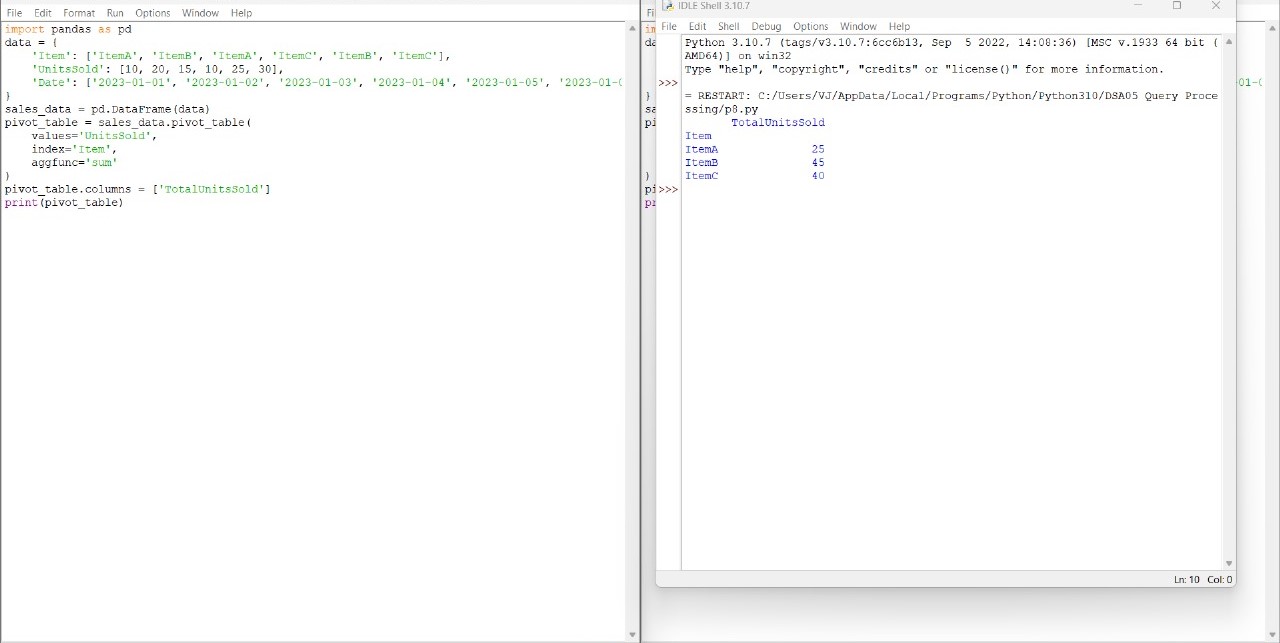 File Edit Format Run Options Window Help
import pandas as pd
data = {
    'Item': ['ItemA', 'ItemB', 'ItemA', 'ItemC', 'ItemB', 'ItemC'],
    'UnitsSold': [10, 20, 15, 10, 25, 30],
    'Date': ['2023-01-01', '2023-01-02', '2023-01-03', '2023-01-04', '2023-01-05', '2023-01-0
}
sales_data = pd.DataFrame(data)
pivot_table = sales_data.pivot_table(
    values='UnitsSold',
    index='Item',
    aggfunc='sum'
)
pivot_table.columns = ['TotalUnitsSold']
print(pivot_table)
Fi
im
da
}
sa
pi
)
pi
pr
01-0
IDLE Shell 3.10.7
File Edit Shell Debug Options Window Help
Python 3.10.7 (tags/v3.10.7:6cc6b13, Sep  5 2022, 14:08:36) [MSC v.1933 64 bit (
AMD64)] on win32
Type "help", "copyright", "credits" or "license()" for more information.
>>>
= RESTART: C:/Users/VJ/AppData/Local/Programs/Python/Python310/DSA05 Query Proce
ssing/p8.py
       TotalUnitsSold
Item
ItemA              25
ItemB              45
ItemC              40
>>>
Ln: 10 Col: 0